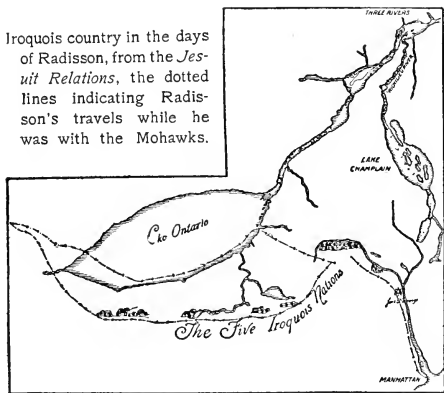 Iroquois country in the days
of Radisson, from the Jes-
uit Relations, the dotted
lines indicating Radis-
son's travels while he
was with the Mohawks.
THREE RIVERS
LAKE
CHAMPLAIN
Lke Ontario
The Five Iroquois Nations
MANHATTAN